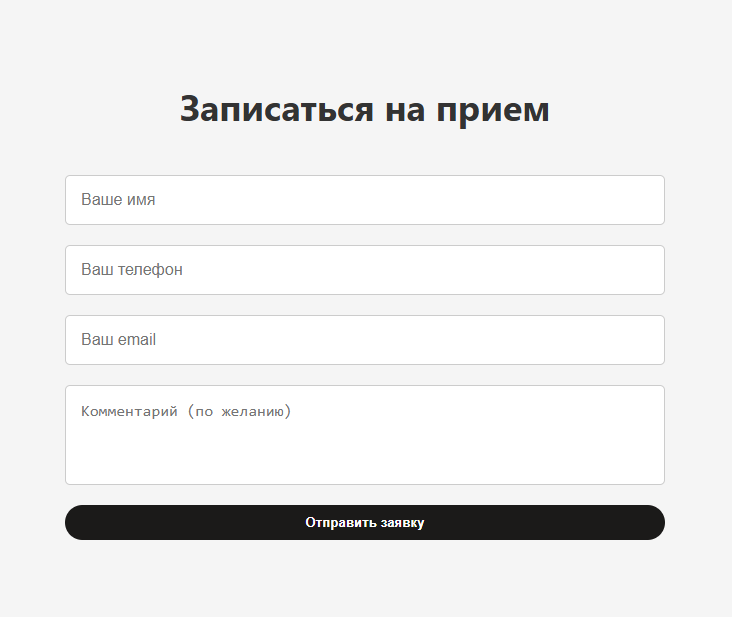 Записаться на прием
Ваше имя
Ваш телефон
Ваш email
Комментарий (по желанию)
Отправить заявку